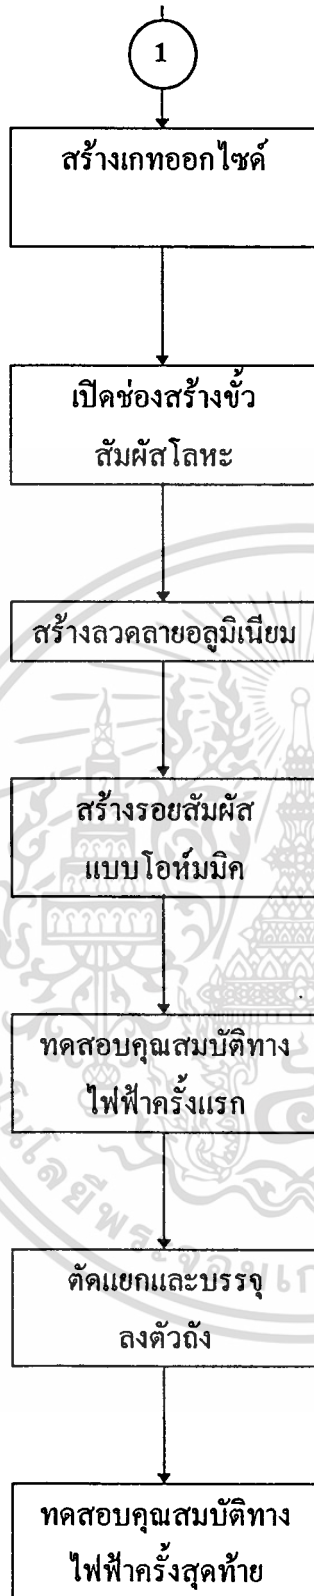 1
สร้างเกทออกไซด์
เปิดช่องสร้างขั้ว
สัมผัสโลหะ
สร้างลวดลายอลูมิเนียม
สร้างรอยสัมผัส
แบบโอห์มมิค
ทดสอบคุณสมบัติทาง
ไฟฟ้าครั้งแรก
ตัดแยกและบรรจุ
ลงตัวถัง
ทดสอบคุณสมบัติทาง
ไฟฟ้าครั้งสุดท้าย